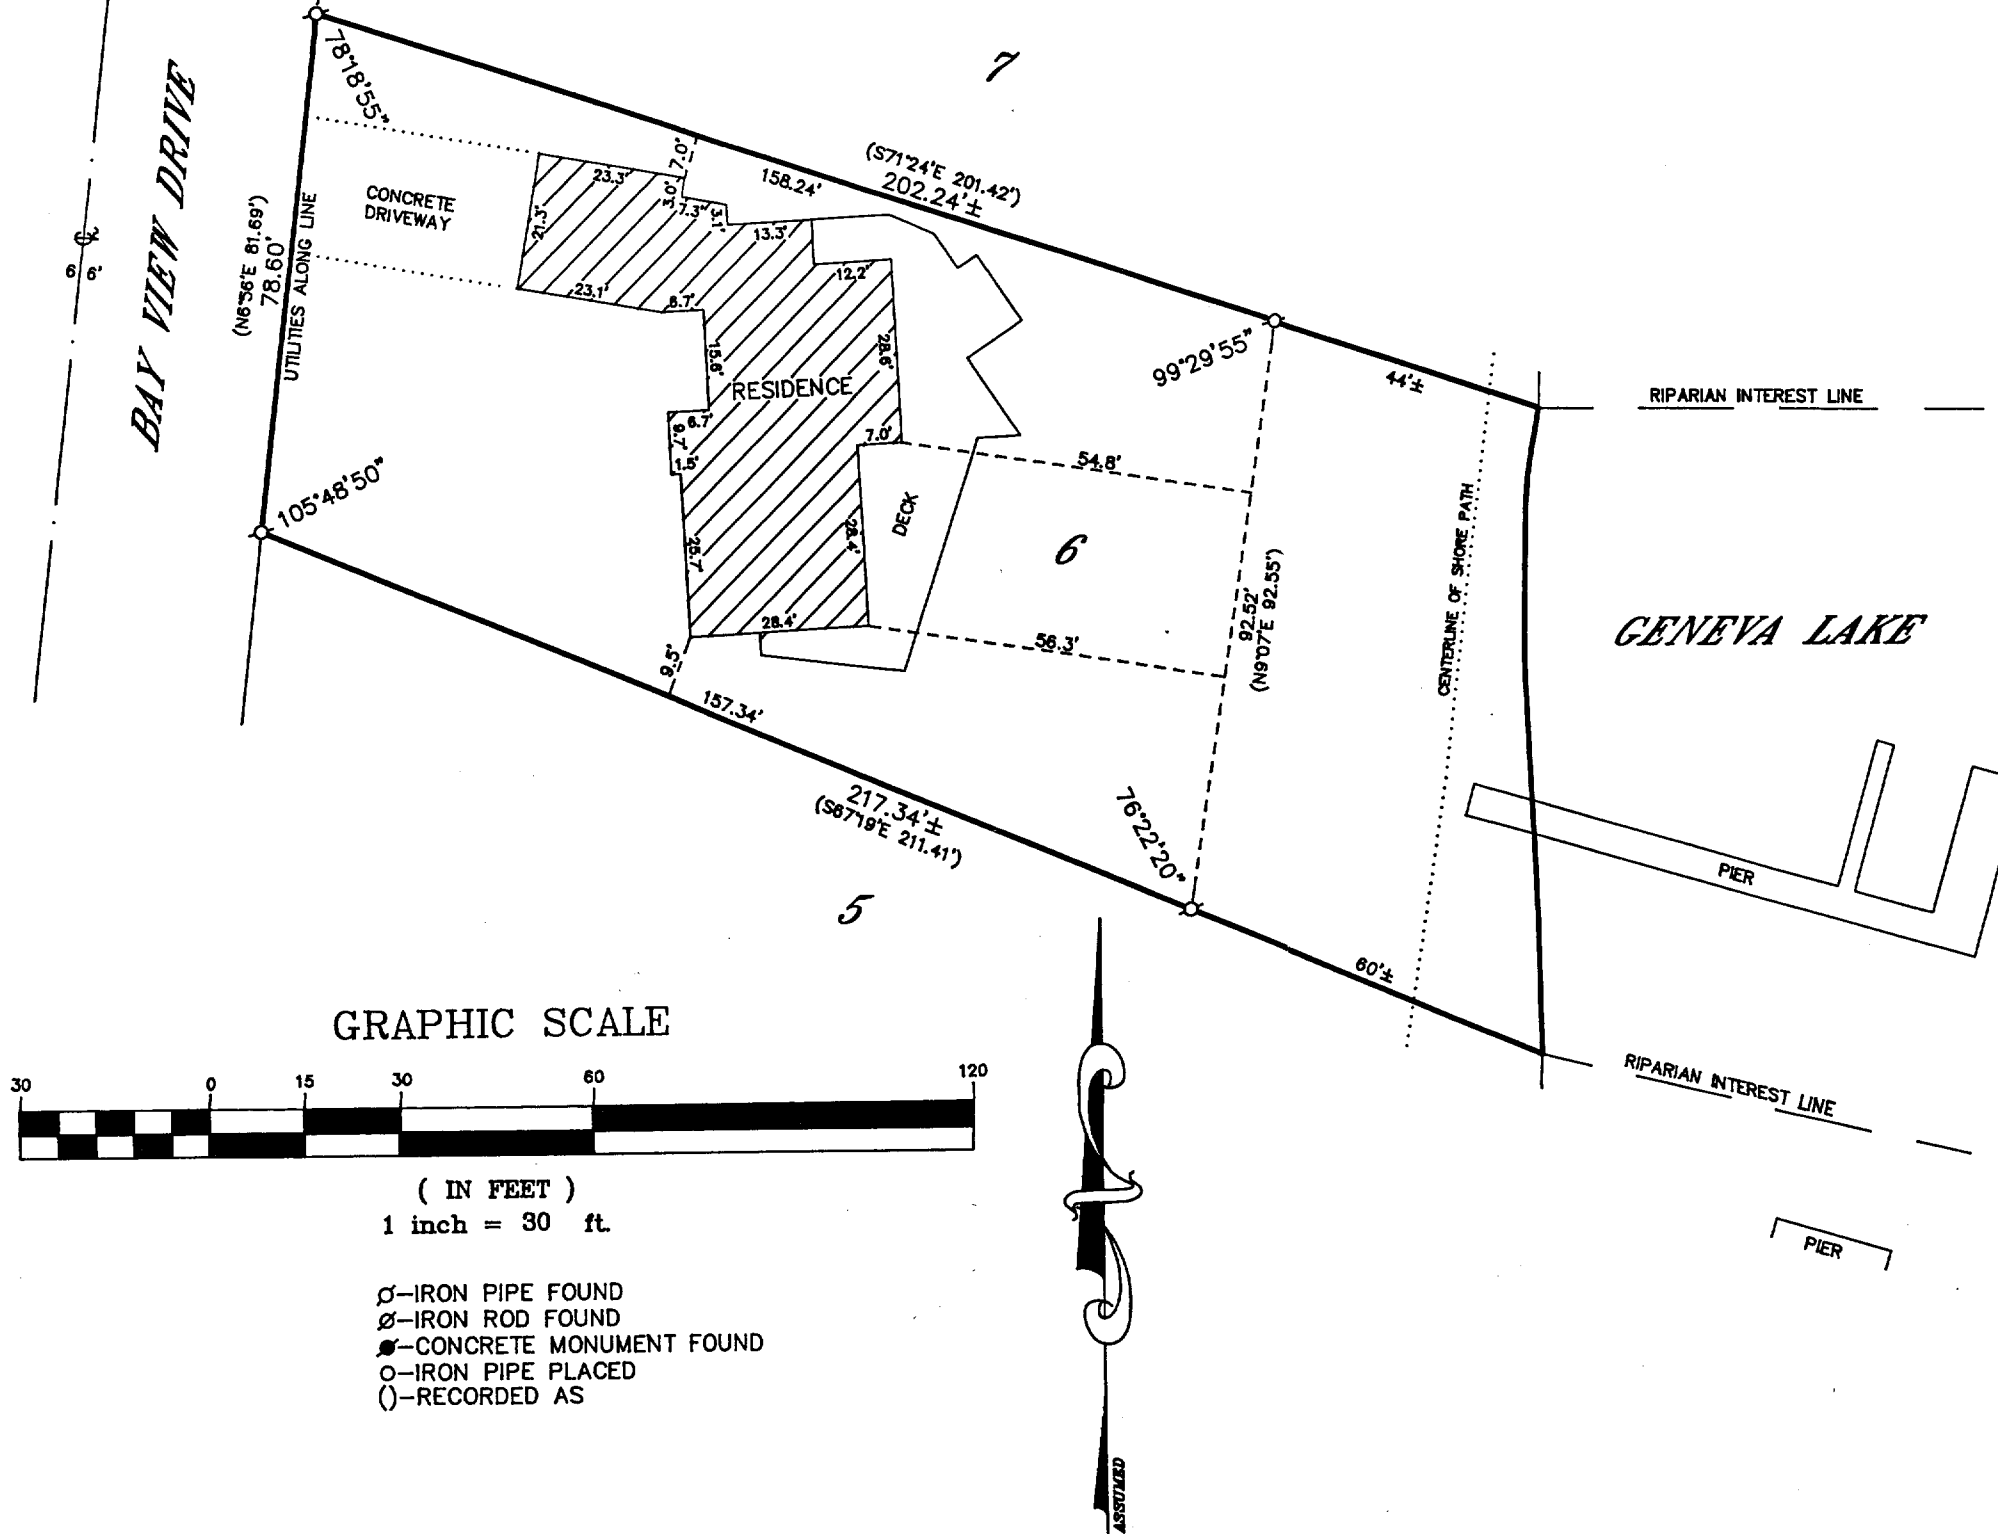 7
78°18'55"
BAY VIEW DRIVE
66'
(N6°56'E 81.69')
78.60'
UTILITIES ALONG LINE
CONCRETE
DRIVEWAY
7.0'
158.24'
(S71°24'E 201.42')
202.24'±
23.3'
3.0'
7.3'
3.1'
13.3'
21.3'
12.2'
23.1'
6.7'
15.6'
28.6'
RESIDENCE
6.7'
9.7'
1.5'
7.0'
25.7'
28.4'
28.4'
DECK
54.8'
56.3'
6
99°29'55"
44'±
RIPARIAN INTEREST LINE
105°48'50"
92.52'
(N9°07'E 92.55')
CENTERLINE OF SHORE PATH
GENEVA LAKE
9.5'
157.34'
217.34'±
(S67°19'E 211.41')
76°22'20"
PIER
5
60'±
RIPARIAN INTEREST LINE
PIER
GRAPHIC SCALE
30 0 15 30 60 120
( IN FEET )
1 inch = 30 ft.
-IRON PIPE FOUND
-IRON ROD FOUND
-CONCRETE MONUMENT FOUND
-IRON PIPE PLACED
()-RECORDED AS
ASSUMED